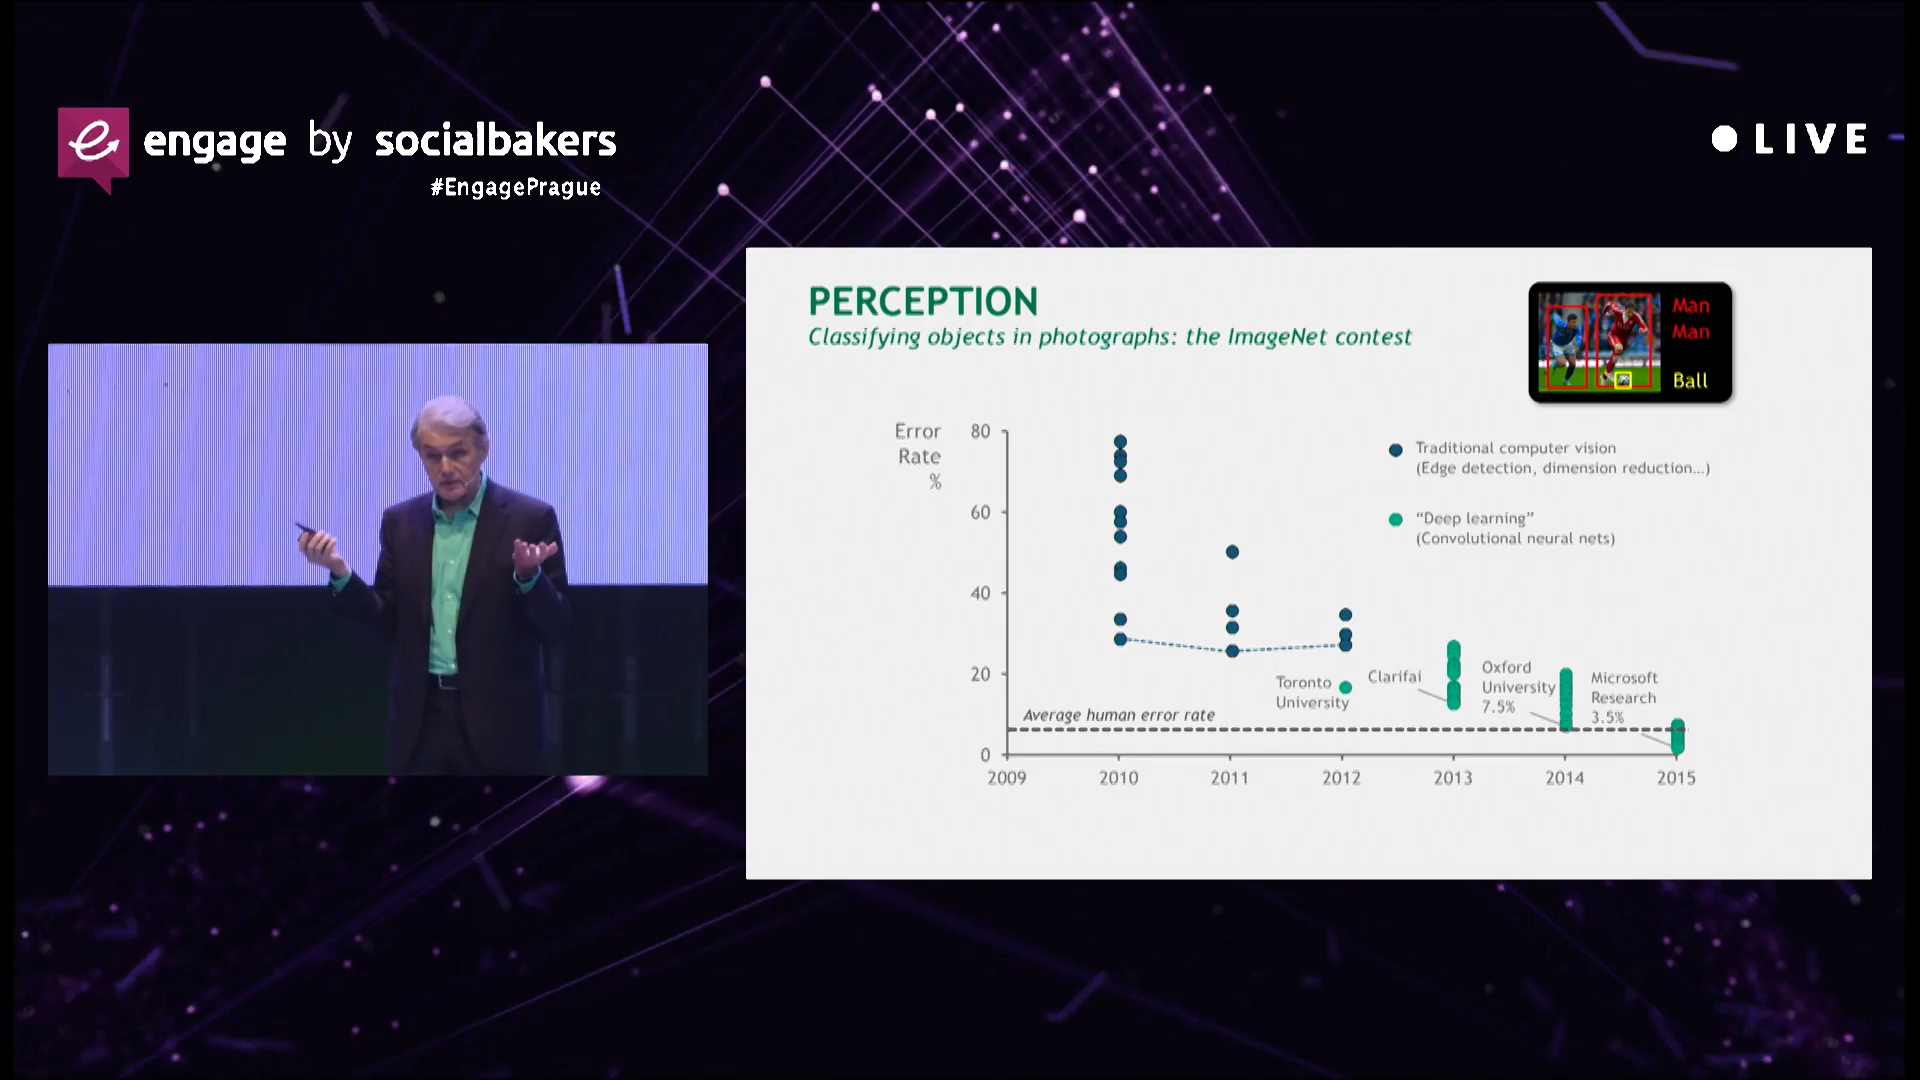 engage by socialbakers
#EngagePrague
LIVE
PERCEPTION
Classifying objects in photographs: the ImageNet contest
Man
Man
Ball
Error
Rate
%
80
60
40
20
0
Traditional computer vision
(Edge detection, dimension reduction...)
“Deep learning”
(Convolutional neural nets)
Toronto
University
Clarifai
Oxford
University
7.5%
Microsoft
Research
3.5%
Average human error rate
2009 2010 2011 2012 2013 2014 2015